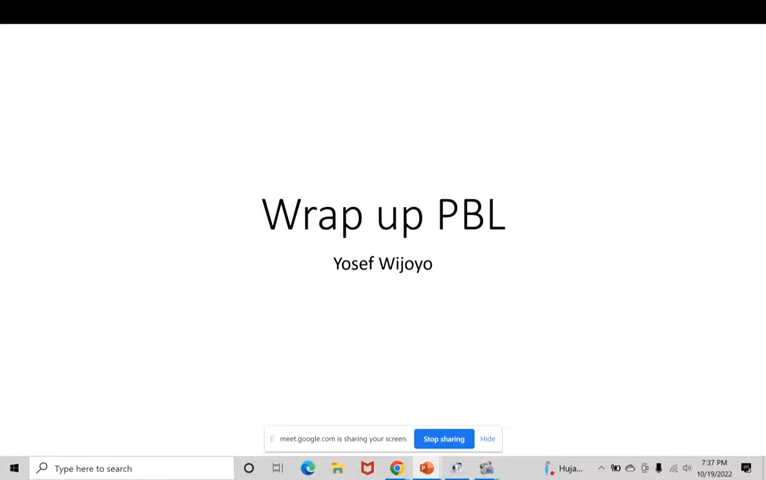 Wrap up PBL
Yosef Wijoyo
meet.google.com is sharing your screen.
Stop sharing
Hide
Type here to search
Huja...
7:37 PM
10/19/2022